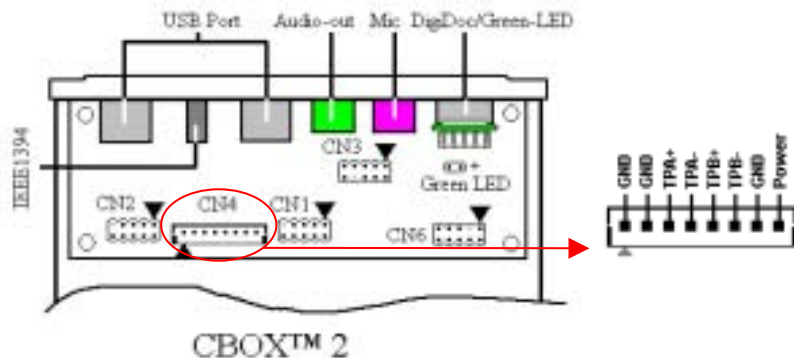 USB Port Audio-out Mic DigiDoc/Green-LED
IEEE1394
CN3
+
Green LED
CN2 CN4 CN1
CN6
GND
GND
TPA+
TPA-
TPB+
TPB-
GND
Power
CBOX™ 2